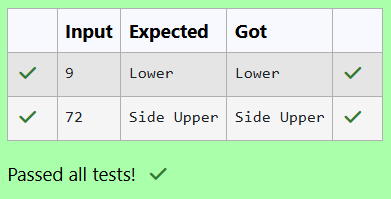 Input Expected Got
9 Lower Lower
72 Side Upper Side Upper
Passed all tests!